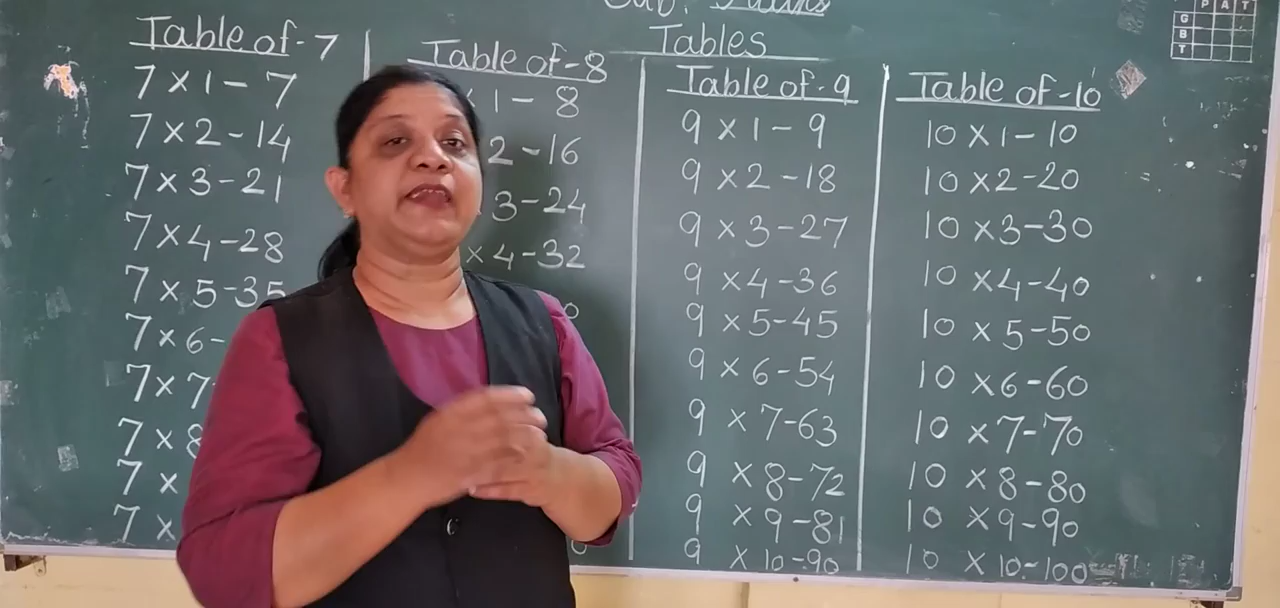 Sub: Maths
Tables
P A T
G
B
T
Table of-7
7 x 1 - 7
7 x 2 - 14
7 x 3 - 21
7 x 4 - 28
7 x 5 - 35
7 x 6 -
7 x 7
7 x 8
7 x
7 x
Table of-8
1 - 8
2 - 16
3 - 24
x 4 - 32
0
0
Table of-9
9 x 1 - 9
9 x 2 - 18
9 x 3 - 27
9 x 4 - 36
9 x 5 - 45
9 x 6 - 54
9 x 7 - 63
9 x 8 - 72
9 x 9 - 81
9 x 10 - 90
Table of-10
10 x 1 - 10
10 x 2 - 20
10 x 3 - 30
10 x 4 - 40
10 x 5 - 50
10 x 6 - 60
10 x 7 - 70
10 x 8 - 80
10 x 9 - 90
10 x 10 - 100